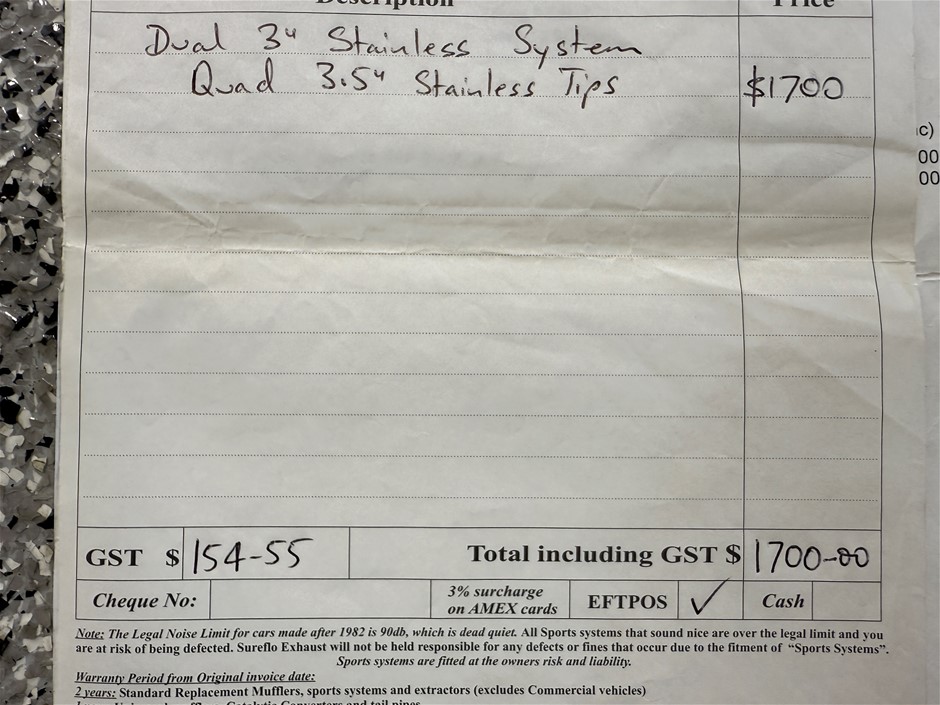 Description Price
Dual 3" Stainless System
Quad 3.5" Stainless Tips $1700
c)
00
00
GST $ 154-55 Total including GST $ 1700-00
Cheque No: 3% surcharge on AMEX cards EFTPOS ✓ Cash
Note: The Legal Noise Limit for cars made after 1982 is 90db, which is dead quiet. All Sports systems that sound nice are over the legal limit and you
are at risk of being defected. Sureflo Exhaust will not be held responsible for any defects or fines that occur due to the fitment of "Sports Systems".
Sports systems are fitted at the owners risk and liability.
Warranty Period from Original invoice date:
2 years: Standard Replacement Mufflers, sports systems and extractors (excludes Commercial vehicles)